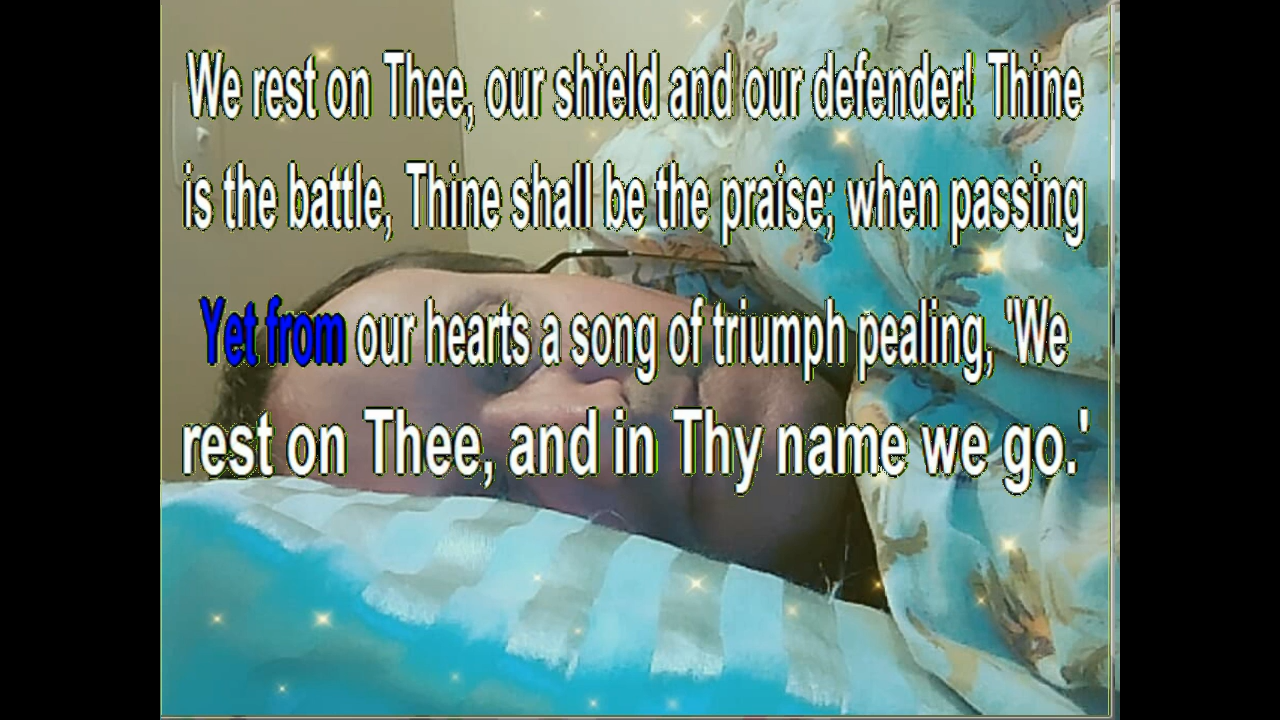 We rest on Thee, our shield and our defender! Thine
is the battle, Thine shall be the praise; when passing
Yet from our hearts a song of triumph pealing, 'We
rest on Thee, and in Thy name we go.'